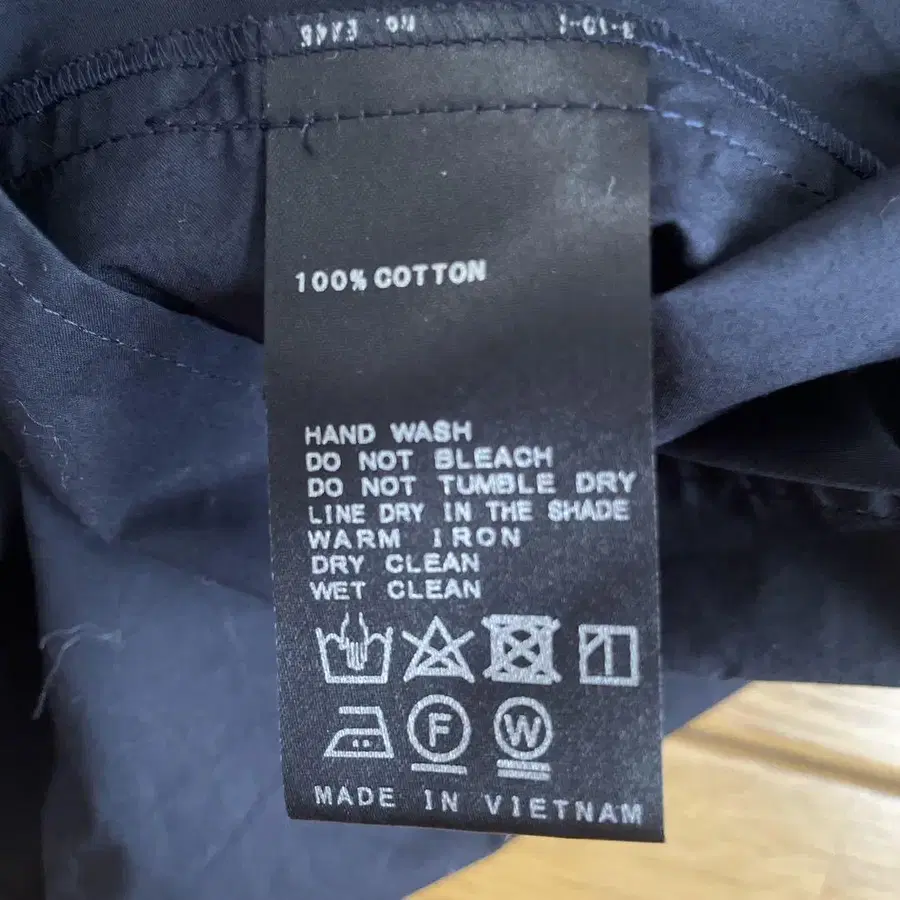 100% COTTON
HAND WASH
DO NOT BLEACH
DO NOT TUMBLE DRY
LINE DRY IN THE SHADE
WARM IRON
DRY CLEAN
WET CLEAN
F
W
MADE IN VIETNAM